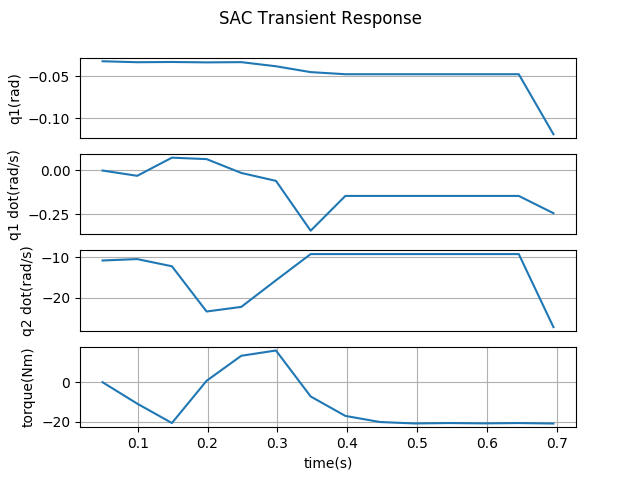 SAC Transient Response
q1(rad)
−0.05
−0.10
q1 dot(rad/s)
0.00
−0.25
q2 dot(rad/s)
−10
−20
torque(Nm)
0
−20
0.1 0.2 0.3 0.4 0.5 0.6 0.7
time(s)